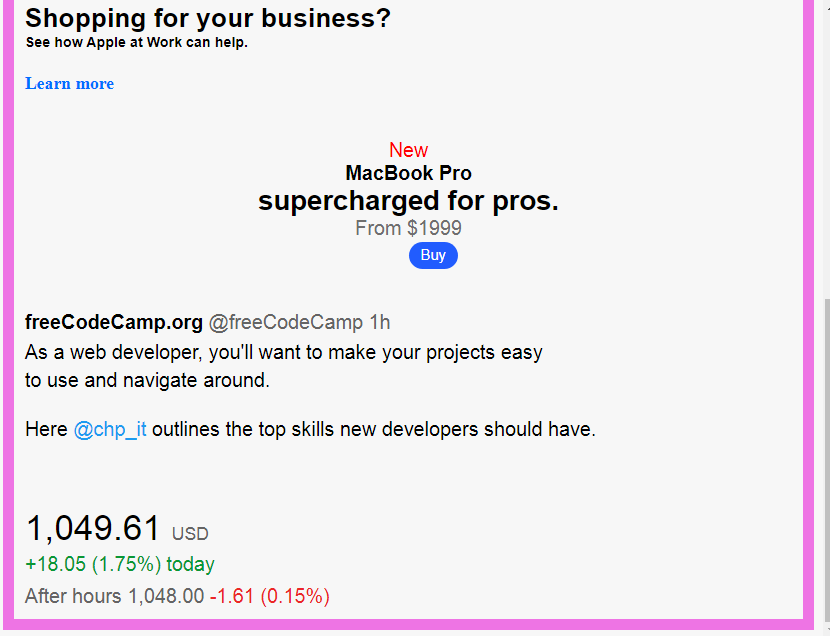 Shopping for your business?
See how Apple at Work can help.
Learn more
New
MacBook Pro
supercharged for pros.
From $1999
Buy
freeCodeCamp.org @freeCodeCamp 1h
As a web developer, you'll want to make your projects easy
to use and navigate around.
Here @chp_it outlines the top skills new developers should have.
1,049.61 USD
+18.05 (1.75%) today
After hours 1,048.00 -1.61 (0.15%)